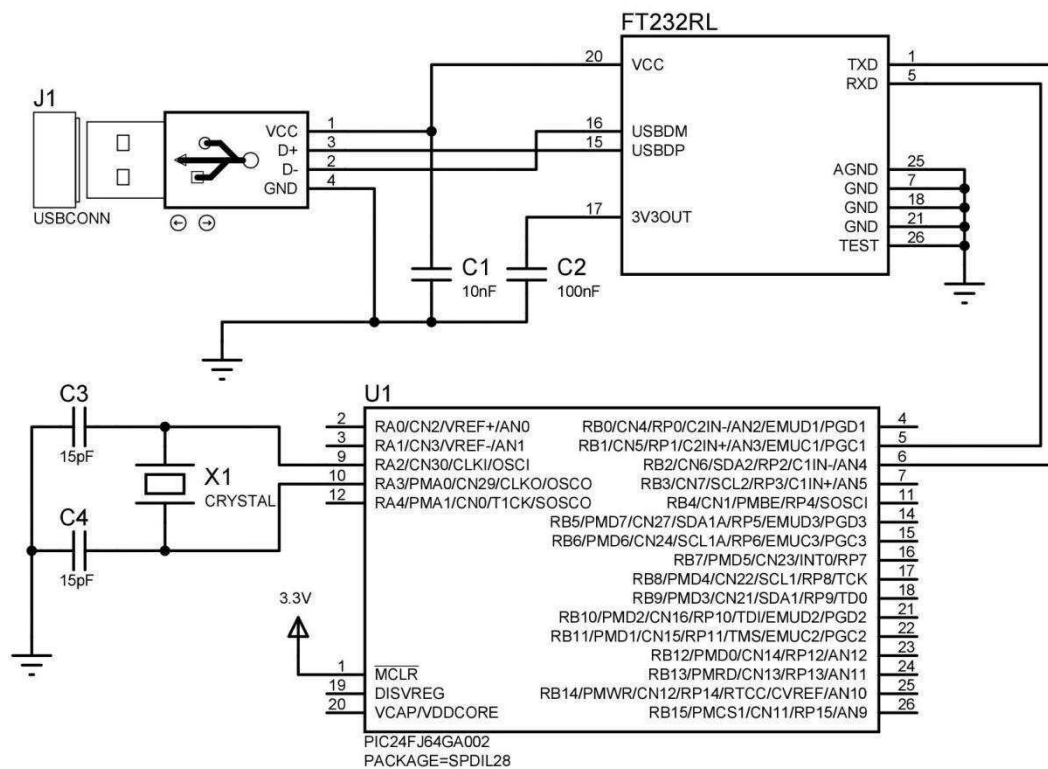 FT232RL
20 VCC TXD 1
RXD 5
J1
VCC 1
D+ 3
D- 2
GND 4
USBCONN
16 USBDM
15 USBDP
AGND 25
GND 7
GND 18
GND 21
TEST 26
17 3V3OUT
C1
10nF
C2
100nF
C3
15pF
X1
CRYSTAL
C4
15pF
3.3V
U1
2 RA0/CN2/VREF+/AN0
3 RA1/CN3/VREF-/AN1
9 RA2/CN30/CLKI/OSCI
10 RA3/PMA0/CN29/CLKO/OSCO
12 RA4/PMA1/CN0/T1CK/SOSCO
1 MCLR
19 DISVREG
20 VCAP/VDDCORE
RB0/CN4/RP0/C2IN-/AN2/EMUD1/PGD1 4
RB1/CN5/RP1/C2IN+/AN3/EMUC1/PGC1 5
RB2/CN6/SDA2/RP2/C1IN-/AN4 6
RB3/CN7/SCL2/RP3/C1IN+/AN5 7
RB4/CN1/PMBE/RP4/SOSCI 11
RB5/PMD7/CN27/SDA1A/RP5/EMUD3/PGD3 14
RB6/PMD6/CN24/SCL1A/RP6/EMUC3/PGC3 15
RB7/PMD5/CN23/INT0/RP7 16
RB8/PMD4/CN22/SCL1/RP8/TCK 17
RB9/PMD3/CN21/SDA1/RP9/TD0 18
RB10/PMD2/CN16/RP10/TDI/EMUD2/PGD2 21
RB11/PMD1/CN15/RP11/TMS/EMUC2/PGC2 22
RB12/PMD0/CN14/RP12/AN12 23
RB13/PMRD/CN13/RP13/AN11 24
RB14/PMWR/CN12/RP14/RTCC/CVREF/AN10 25
RB15/PMCS1/CN11/RP15/AN9 26
PIC24FJ64GA002
PACKAGE=SPDIL28